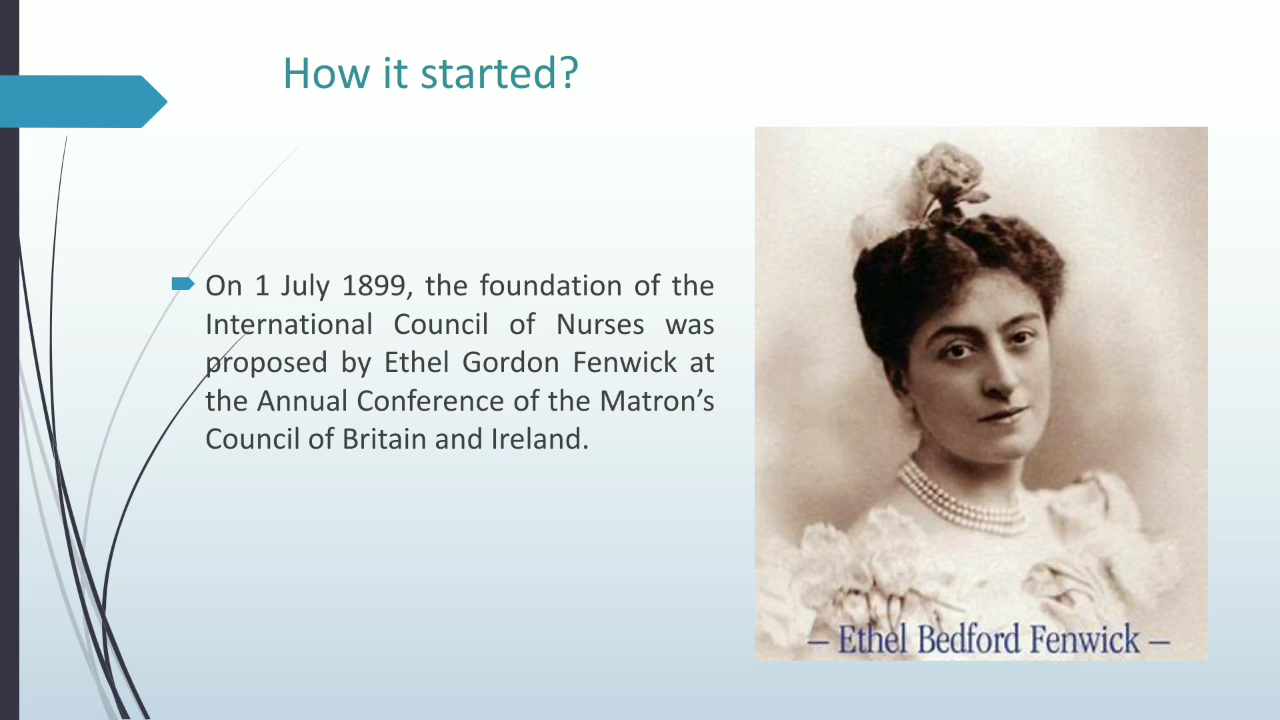 How it started?
On 1 July 1899, the foundation of the
International Council of Nurses was
proposed by Ethel Gordon Fenwick at
the Annual Conference of the Matron’s
Council of Britain and Ireland.
– Ethel Bedford Fenwick –